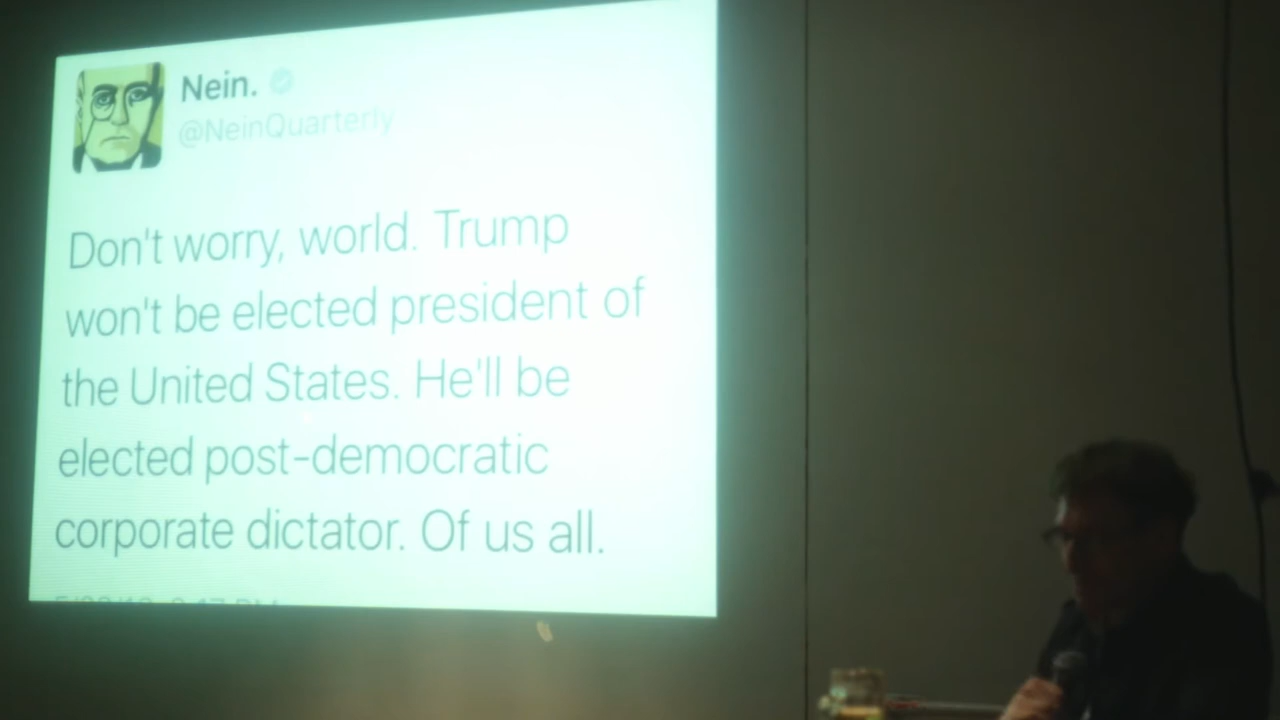 Nein.
@NeinQuarterly
Don't worry, world. Trump
won't be elected president of
the United States. He'll be
elected post-democratic
corporate dictator. Of us all.